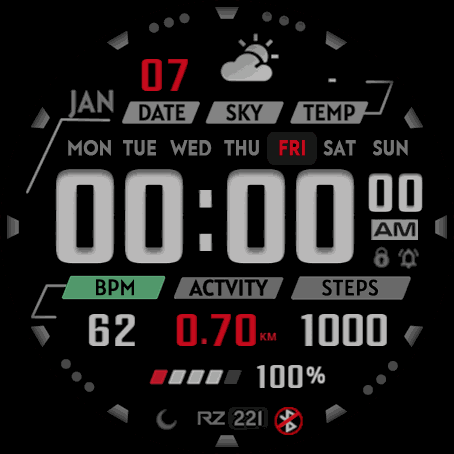 07
JAN
DATE SKY TEMP
-
MON TUE WED THU FRI SAT SUN
00:00 00
AM
BPM ACTVITY STEPS
62 0.70 KM 1000
100%
RZ 221